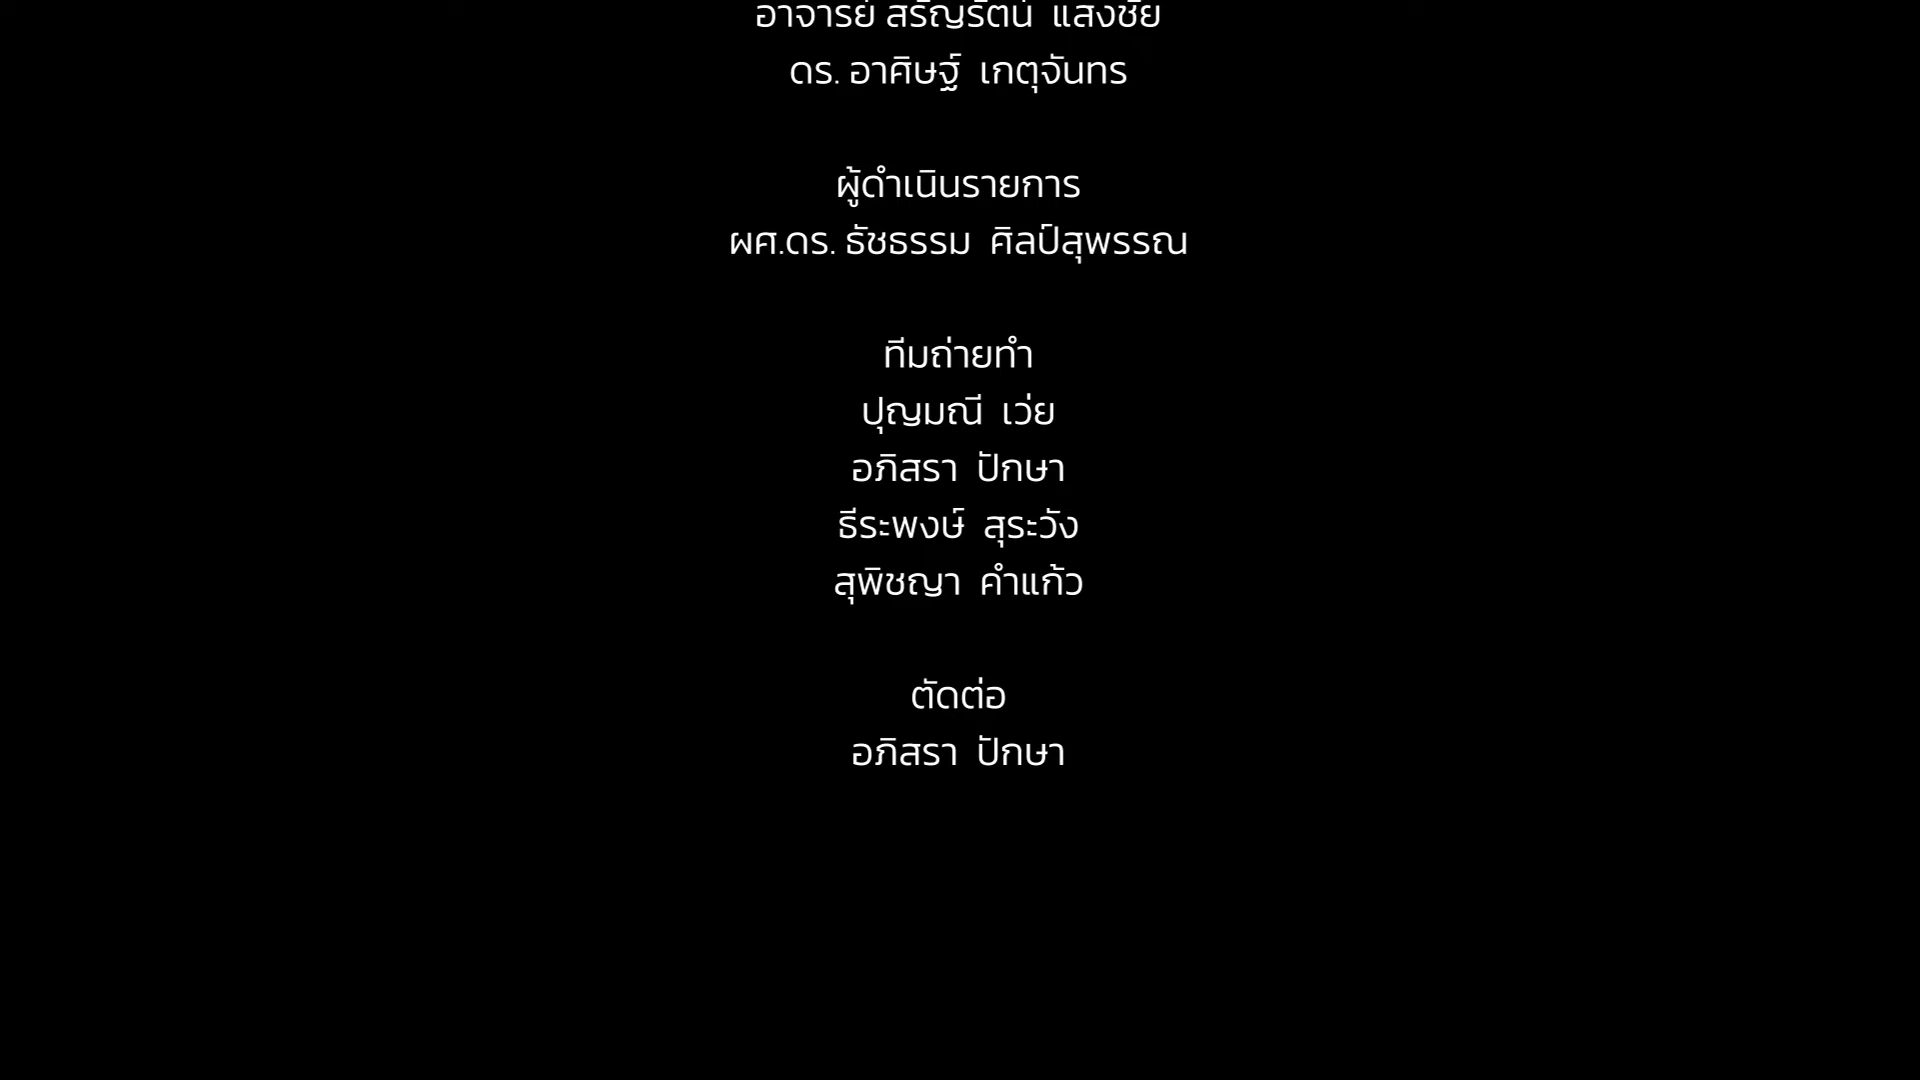 อาจารย์ สรัญรัตน์ แสงชัย
ดร. อาศิษฐ์ เกตุจันทร
ผู้ดำเนินรายการ
ผศ.ดร. ธัชธรรม ศิลป์สุพรรณ
ทีมถ่ายทำ
ปุญมณี เว่ย
อภิสรา ปักษา
ธีระพงษ์ สุระวัง
สุพิชญา คำแก้ว
ตัดต่อ
อภิสรา ปักษา